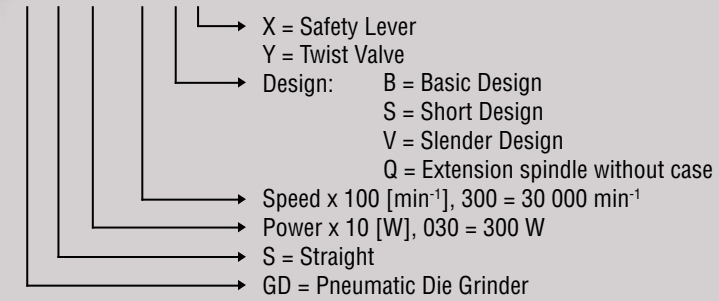 X = Safety Lever
Y = Twist Valve
Design: B = Basic Design
S = Short Design
V = Slender Design
Q = Extension spindle without case
Speed x 100 [min-1], 300 = 30 000 min-1
Power x 10 [W], 030 = 300 W
S = Straight
GD = Pneumatic Die Grinder